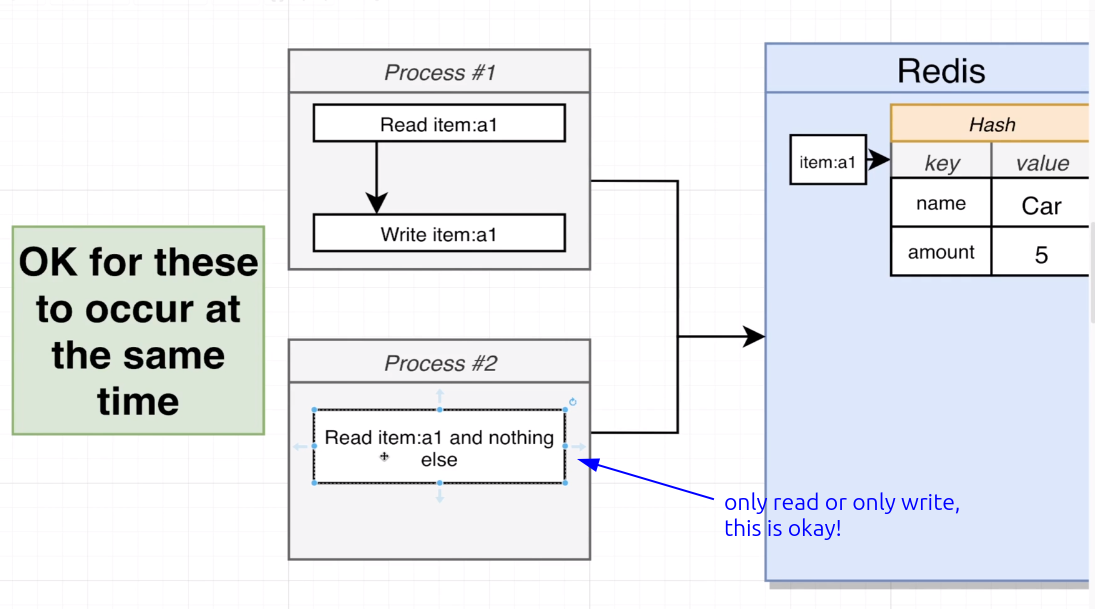 OK for these
to occur at
the same
time
Process #1
Read item:a1
Write item:a1
Process #2
Read item:a1 and nothing
else
only read or only write,
this is okay!
Redis
item:a1
Hash
key value
name Car
amount 5